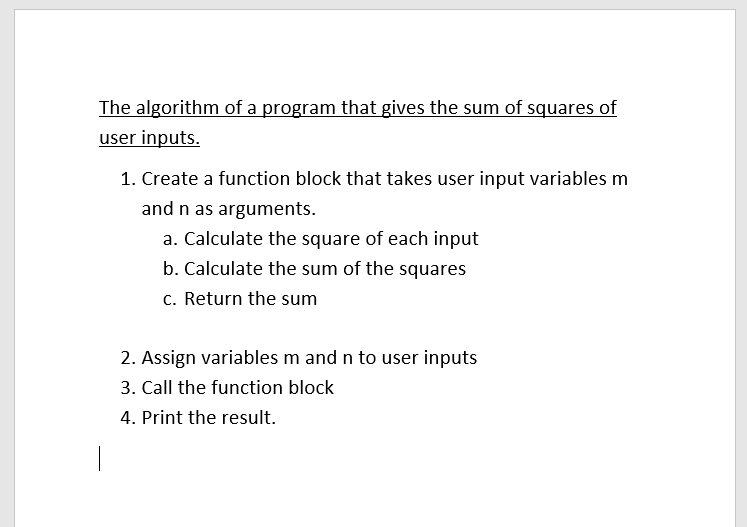 The algorithm of a program that gives the sum of squares of
user inputs.
1. Create a function block that takes user input variables m
and n as arguments.
a. Calculate the square of each input
b. Calculate the sum of the squares
c. Return the sum
2. Assign variables m and n to user inputs
3. Call the function block
4. Print the result.